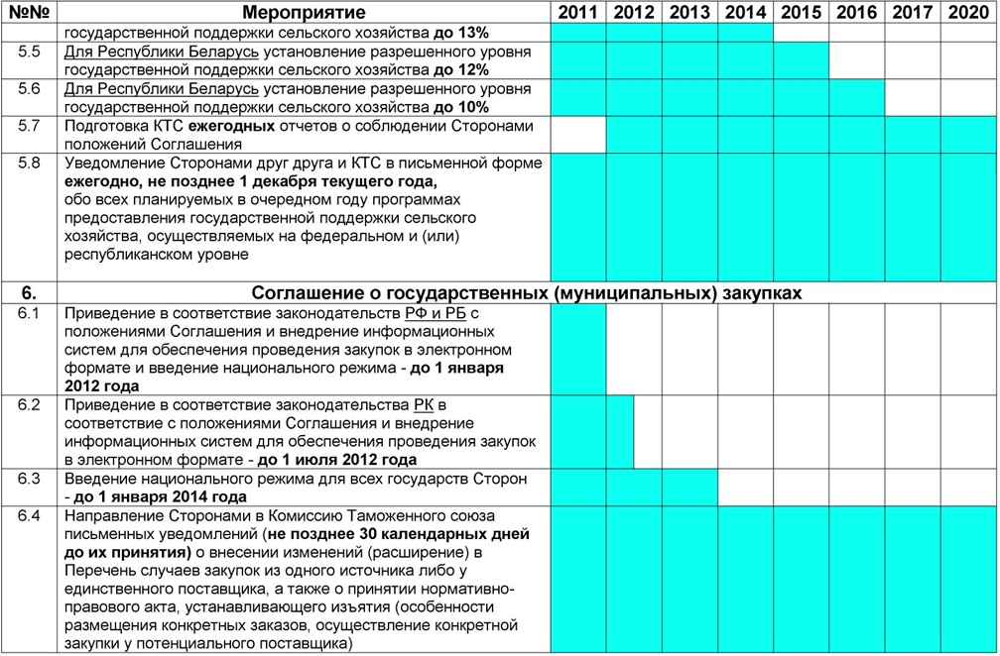 №№ Мероприятие 2011 2012 2013 2014 2015 2016 2017 2020
государственной поддержки сельского хозяйства до 13%
5.5 Для Республики Беларусь установление разрешенного уровня
государственной поддержки сельского хозяйства до 12%
5.6 Для Республики Беларусь установление разрешенного уровня
государственной поддержки сельского хозяйства до 10%
5.7 Подготовка КТС ежегодных отчетов о соблюдении Сторонами
положений Соглашения
5.8 Уведомление Сторонами друг друга и КТС в письменной форме
ежегодно, не позднее 1 декабря текущего года,
обо всех планируемых в очередном году программах
предоставления государственной поддержки сельского
хозяйства, осуществляемых на федеральном и (или)
республиканском уровне
6. Соглашение о государственных (муниципальных) закупках
6.1 Приведение в соответствие законодательств РФ и РБ с
положениями Соглашения и внедрение информационных
систем для обеспечения проведения закупок в электронном
формате и введение национального режима - до 1 января
2012 года
6.2 Приведение в соответствие законодательства РК в
соответствие с положениями Соглашения и внедрение
информационных систем для обеспечения проведения закупок
в электронном формате - до 1 июля 2012 года
6.3 Введение национального режима для всех государств Сторон
- до 1 января 2014 года
6.4 Направление Сторонами в Комиссию Таможенного союза
письменных уведомлений (не позднее 30 календарных дней
до их принятия) о внесении изменений (расширение) в
Перечень случаев закупок из одного источника либо у
единственного поставщика, а также о принятии нормативно-
правового акта, устанавливающего изъятия (особенности
размещения конкретных заказов, осуществление конкретной
закупки у потенциального поставщика)